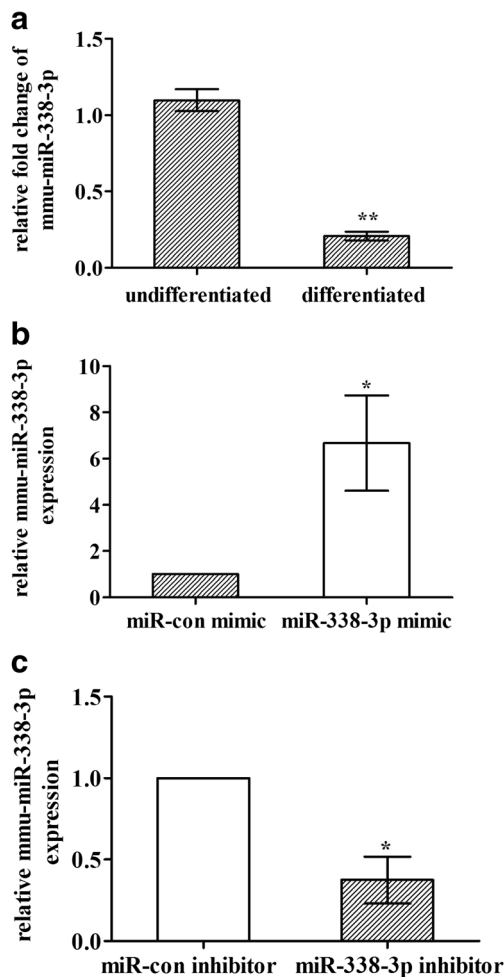 a
relative fold change of
mmu-miR-338-3p
1.5
1.0
0.5
0.0
**
undifferentiated differentiated
b
relative mmu-miR-338-3p
expression
10
8
6
4
2
0
*
miR-con mimic miR-338-3p mimic
c
relative mmu-miR-338-3p
expression
1.5
1.0
0.5
0.0
*
miR-con inhibitor miR-338-3p inhibitor